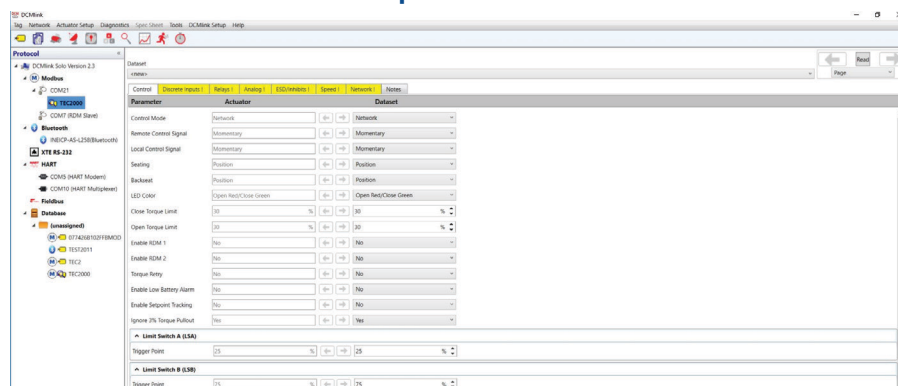 DCMlink
Tag Network Actuator Setup Diagnostics Spec Sheet Tools DCMlink Setup Help
Protocol
DCMlink Solo Version 2.3
Modbus
COM21
TEC2000
COM7 (RDM Slave)
Bluetooth
XTE RS-232
HART
COM5 (HART Modem)
COM10 (HART Multiplexer)
Fieldbus
Database
(unassigned)
TEST2011
TEC2
TEC2000
Dataset
<new>
Read
Page
Control Discrete Inputs ! Relays ! Analog ! ESD/Inhibits ! Speed ! Network ! Notes
Parameter Actuator Dataset
Control Mode Network Network
Remote Control Signal Momentary Momentary
Local Control Signal Momentary Momentary
Seating Position Position
Backseat Position Position
LED Color Open Red/Close Green Open Red/Close Green
Close Torque Limit 30 % 30 %
Open Torque Limit 30 % 30 %
Enable RDM 1 No No
Enable RDM 2 No No
Torque Retry No No
Enable Low Battery Alarm No No
Enable Setpoint Tracking No No
Ignore 3% Torque Pullout Yes Yes
Limit Switch A (LSA)
Trigger Point 25 % 25 %
Limit Switch B (LSB)
Trigger Point 75 % 75 %